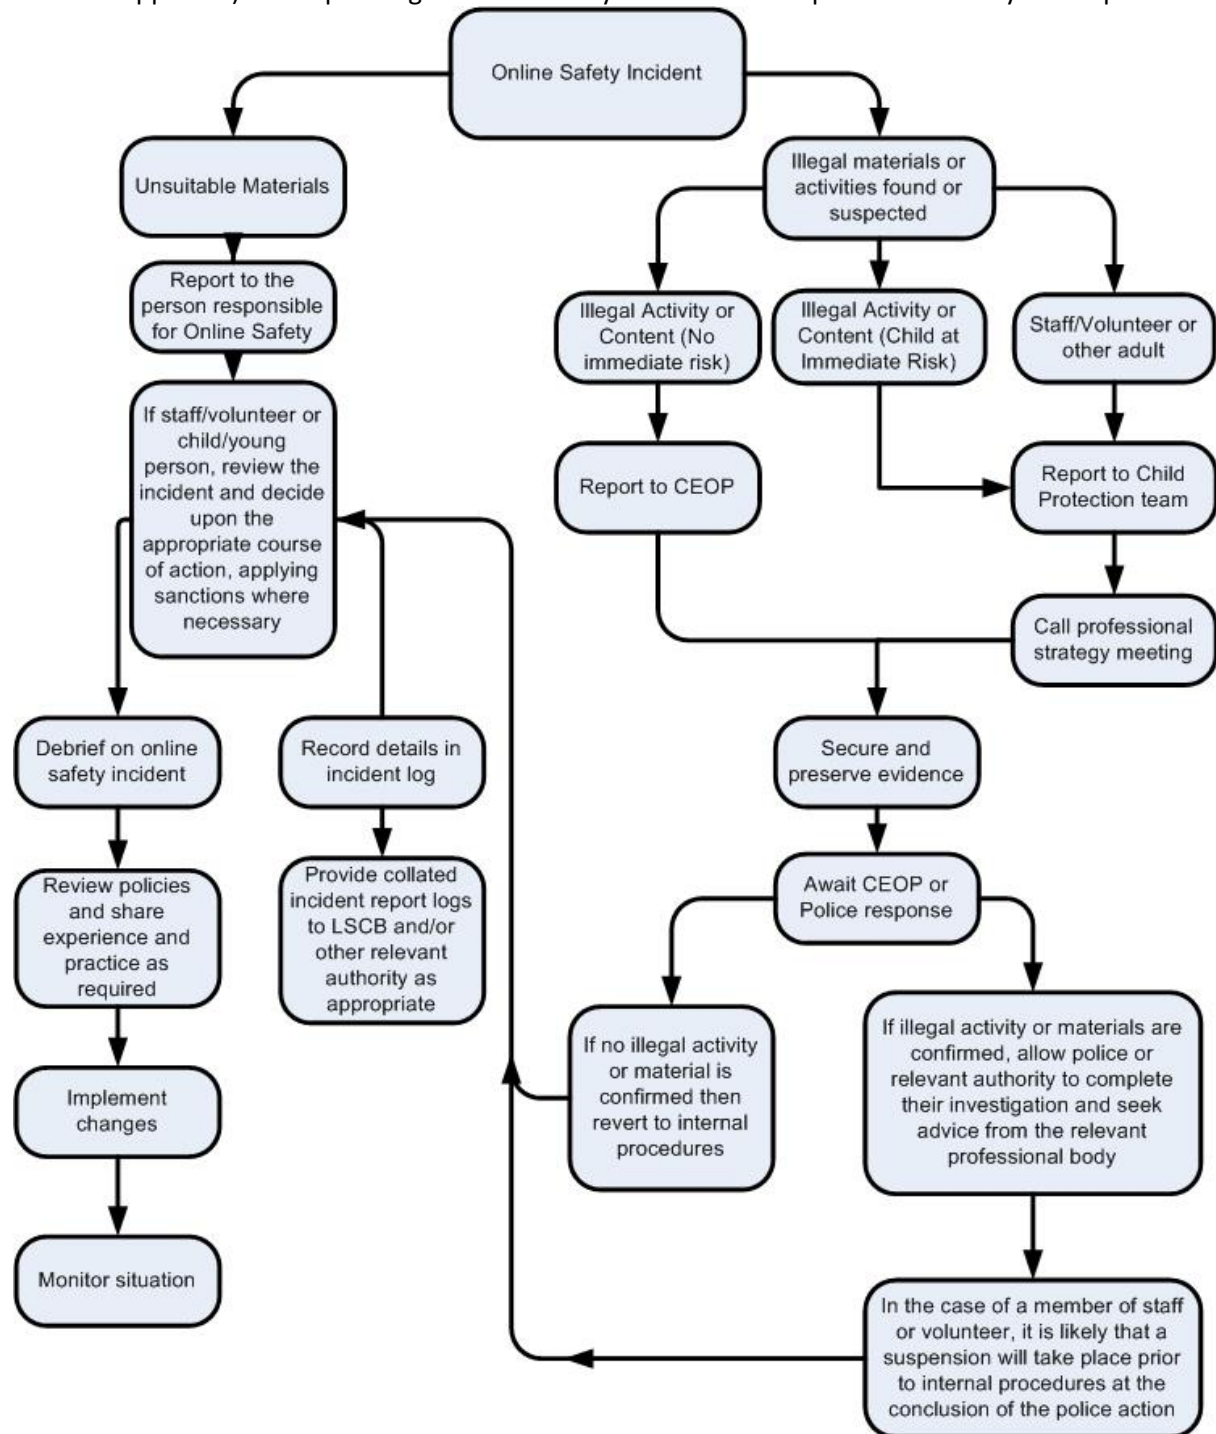 Online Safety Incident
Unsuitable Materials
Report to the
person responsible
for Online Safety
If staff/volunteer or
child/young
person, review the
incident and decide
upon the
appropriate course
of action, applying
sanctions where
necessary
Debrief on online
safety incident
Review policies
and share
experience and
practice as
required
Implement
changes
Monitor situation
Record details in
incident log
Provide collated
incident report logs
to LSCB and/or
other relevant
authority as
appropriate
Illegal materials or
activities found or
suspected
Illegal Activity or
Content (No
immediate risk)
Illegal Activity or
Content (Child at
Immediate Risk)
Staff/Volunteer or
other adult
Report to CEOP
Report to Child
Protection team
Call professional
strategy meeting
Secure and
preserve evidence
Await CEOP or
Police response
If no illegal activity
or material is
confirmed then
revert to internal
procedures
If illegal activity or materials are
confirmed, allow police or
relevant authority to complete
their investigation and seek
advice from the relevant
professional body
In the case of a member of staff
or volunteer, it is likely that a
suspension will take place prior
to internal procedures at the
conclusion of the police action